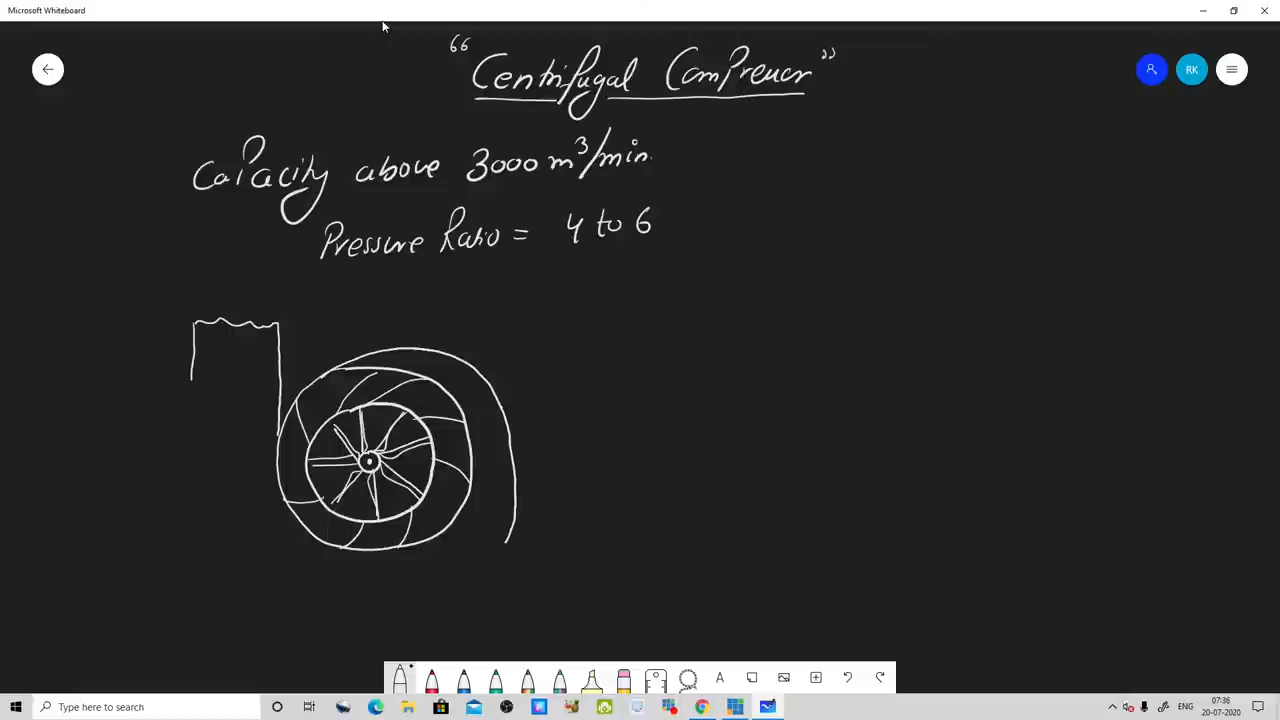 Microsoft Whiteboard
"Centrifugal Compressor"
RK
Capacity above 3000 m³/min.
Pressure Ratio = 4 to 6
A
Type here to search
ENG
07:36
20-07-2020